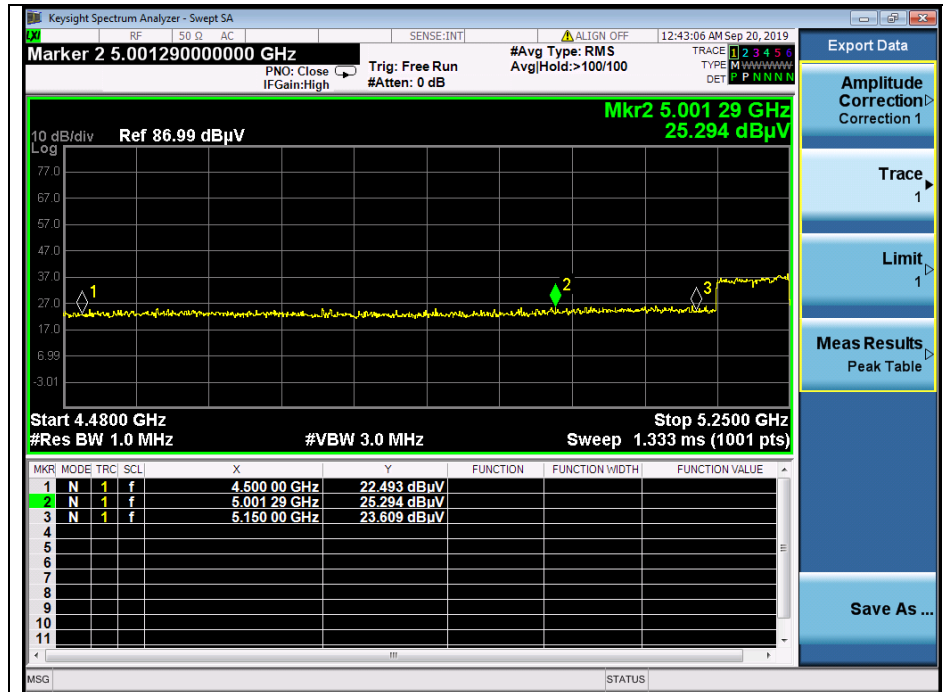 Keysight Spectrum Analyzer - Swept SA
LXI RF 50 Ω AC SENSE:INT ALIGN OFF 12:43:06 AM Sep 20, 2019
Marker 2 5.001290000000 GHz
PNO: Close
IFGain:High
Trig: Free Run
#Atten: 0 dB
#Avg Type: RMS
Avg|Hold:>100/100
TRACE 1 2 3 4 5 6
TYPE M W W W W W
DET P P N N N N
Mkr2 5.001 29 GHz
25.294 dBµV
10 dB/div Ref 86.99 dBµV
Log
77.0
67.0
57.0
47.0
37.0
27.0
17.0
6.99
-3.01
1
2
3
Start 4.4800 GHz Stop 5.2500 GHz
#Res BW 1.0 MHz #VBW 3.0 MHz Sweep 1.333 ms (1001 pts)
MKR MODE TRC SCL X Y FUNCTION FUNCTION WIDTH FUNCTION VALUE
1 N 1 f 4.500 00 GHz 22.493 dBµV
2 N 1 f 5.001 29 GHz 25.294 dBµV
3 N 1 f 5.150 00 GHz 23.609 dBµV
4
5
6
7
8
9
10
11
MSG STATUS
Export Data
Amplitude
Correction
Correction 1
Trace
1
Limit
1
Meas Results
Peak Table
Save As ...